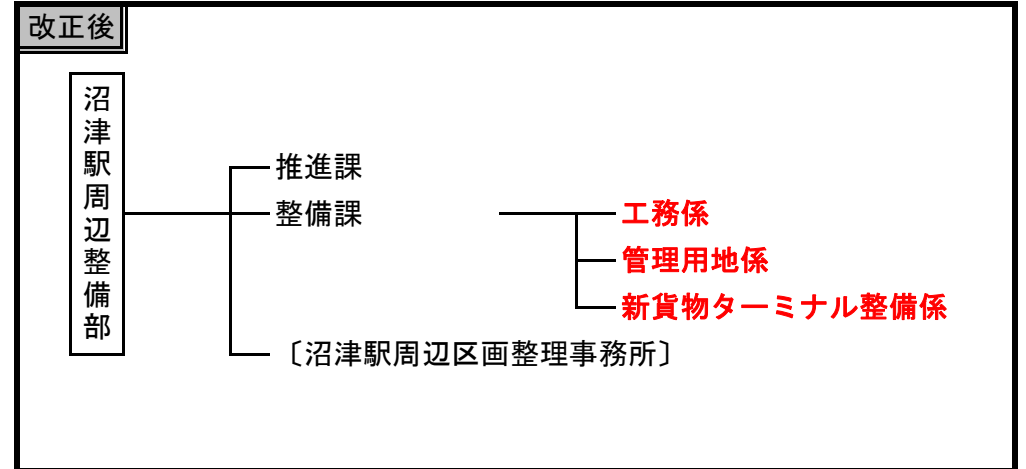 改正後
沼津駅周辺整備部
推進課
整備課
工務係
管理用地係
新貨物ターミナル整備係
〔沼津駅周辺区画整理事務所〕